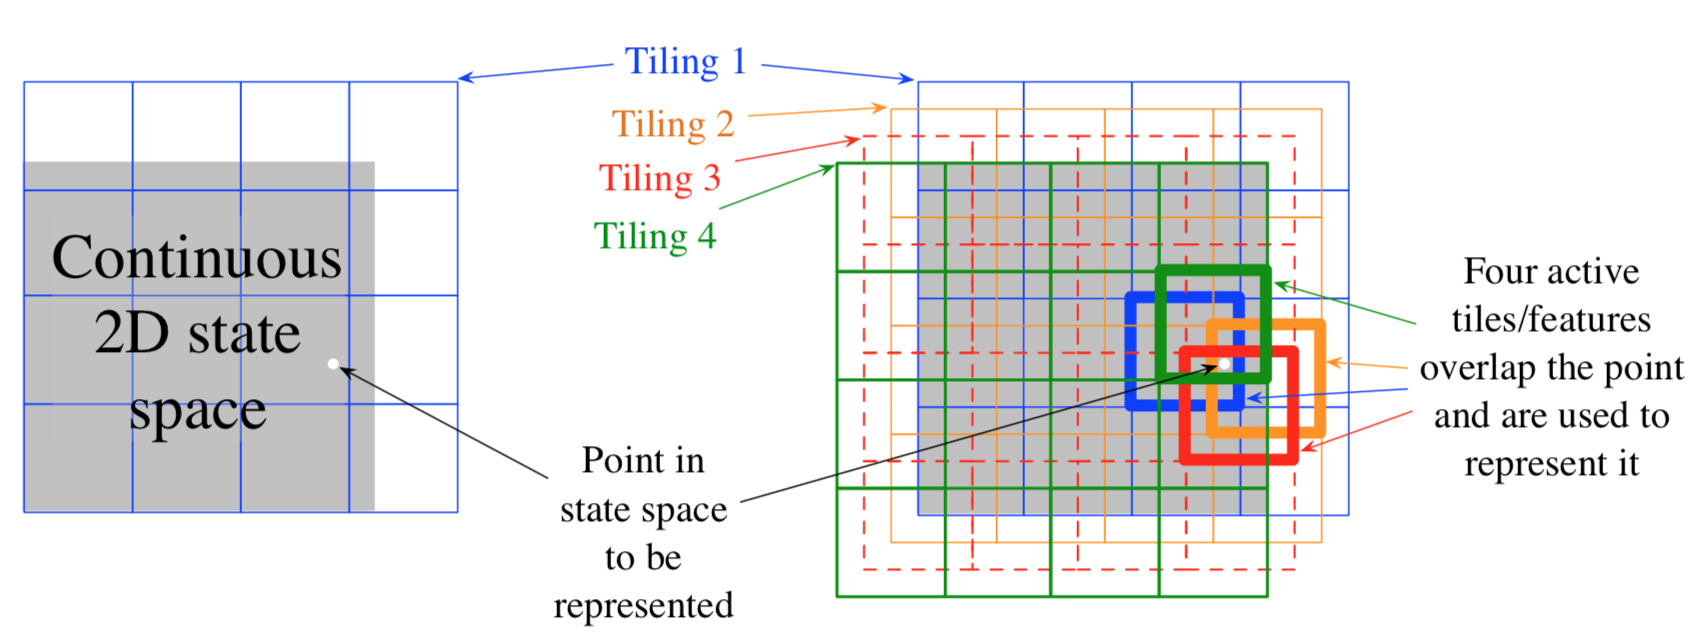 Tiling 1
Tiling 2
Tiling 3
Tiling 4
Continuous
2D state
space
Point in
state space
to be
represented
Four active
tiles/features
overlap the point
and are used to
represent it